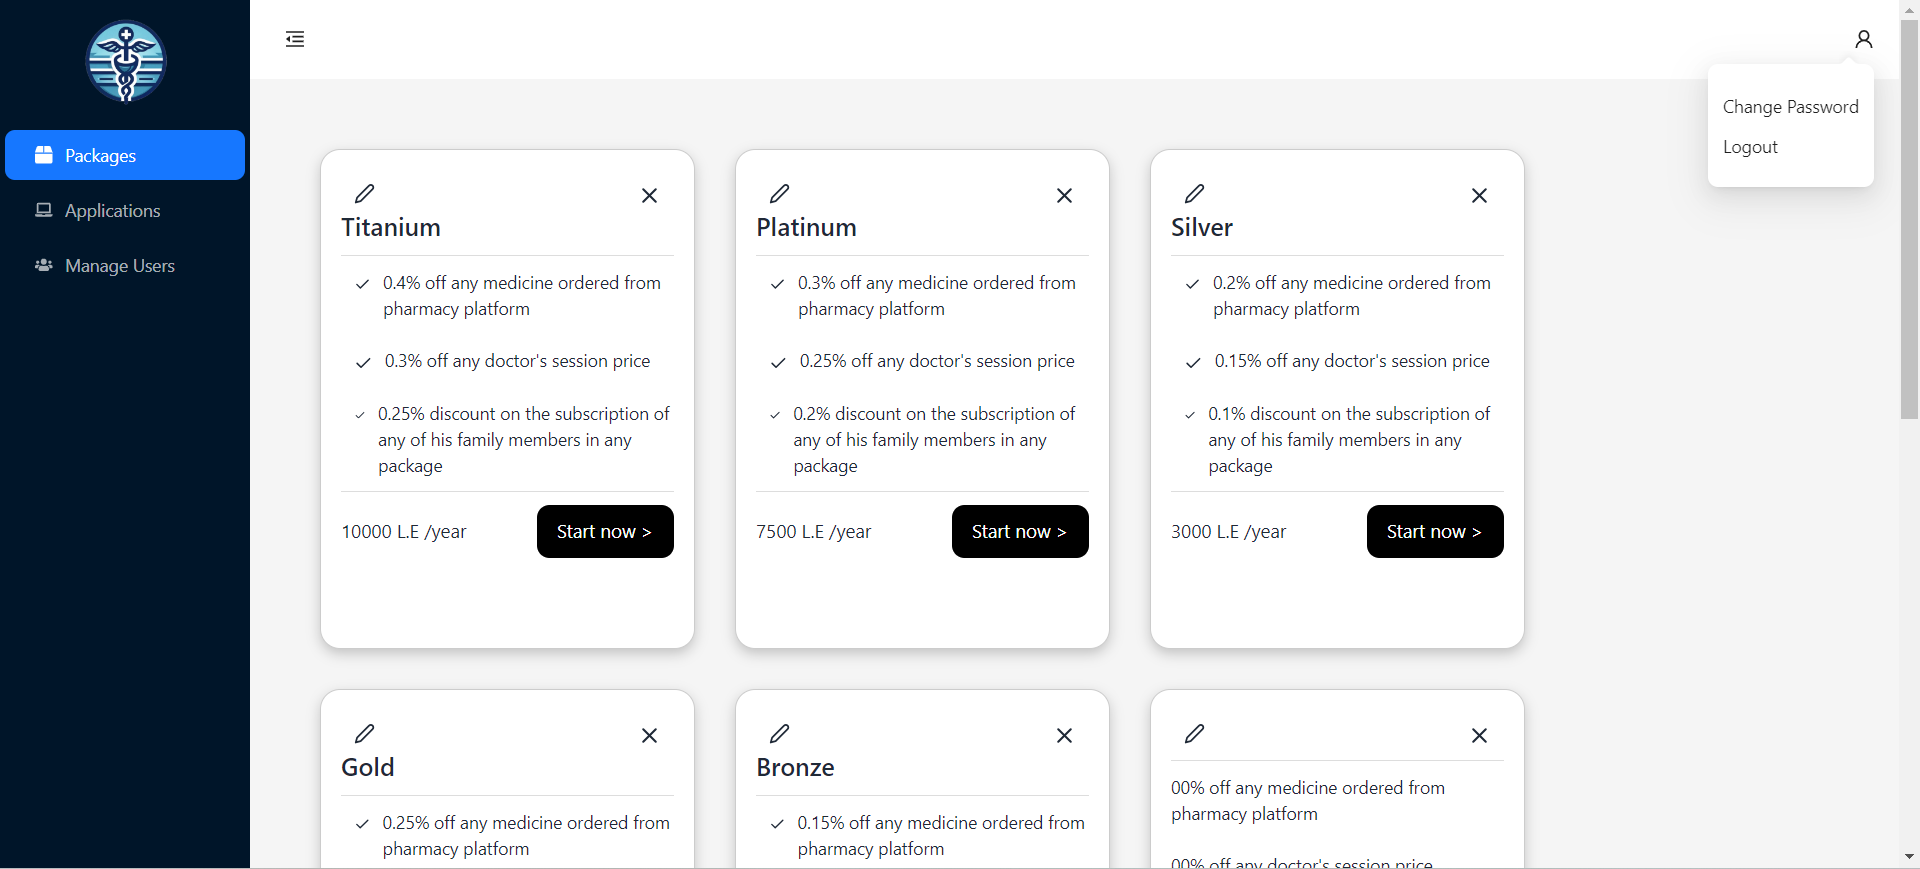 Packages
Applications
Manage Users
Change Password
Logout
Titanium
0.4% off any medicine ordered from
pharmacy platform
0.3% off any doctor's session price
0.25% discount on the subscription of
any of his family members in any
package
10000 L.E /year
Start now >
Platinum
0.3% off any medicine ordered from
pharmacy platform
0.25% off any doctor's session price
0.2% discount on the subscription of
any of his family members in any
package
7500 L.E /year
Start now >
Silver
0.2% off any medicine ordered from
pharmacy platform
0.15% off any doctor's session price
0.1% discount on the subscription of
any of his family members in any
package
3000 L.E /year
Start now >
Gold
0.25% off any medicine ordered from
pharmacy platform
Bronze
0.15% off any medicine ordered from
pharmacy platform
00% off any medicine ordered from
pharmacy platform
00% off any doctor's session price